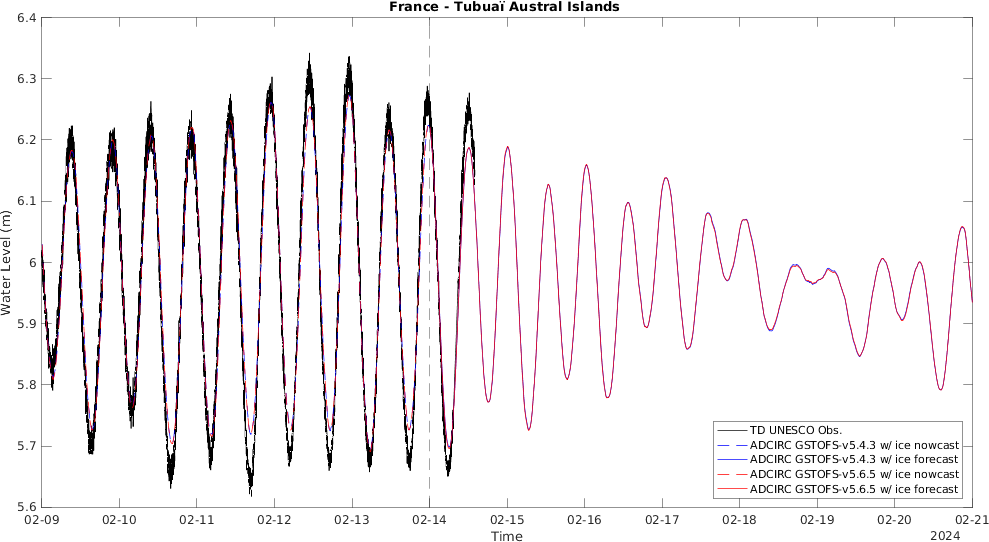 France - Tubuaï Austral Islands
6.4
6.3
6.2
6.1
6
5.9
5.8
5.7
5.6
Water Level (m)
TD UNESCO Obs.
ADCIRC GSTOFS-v5.4.3 w/ ice nowcast
ADCIRC GSTOFS-v5.4.3 w/ ice forecast
ADCIRC GSTOFS-v5.6.5 w/ ice nowcast
ADCIRC GSTOFS-v5.6.5 w/ ice forecast
02-09 02-10 02-11 02-12 02-13 02-14 02-15 02-16 02-17 02-18 02-19 02-20 02-21
Time
2024